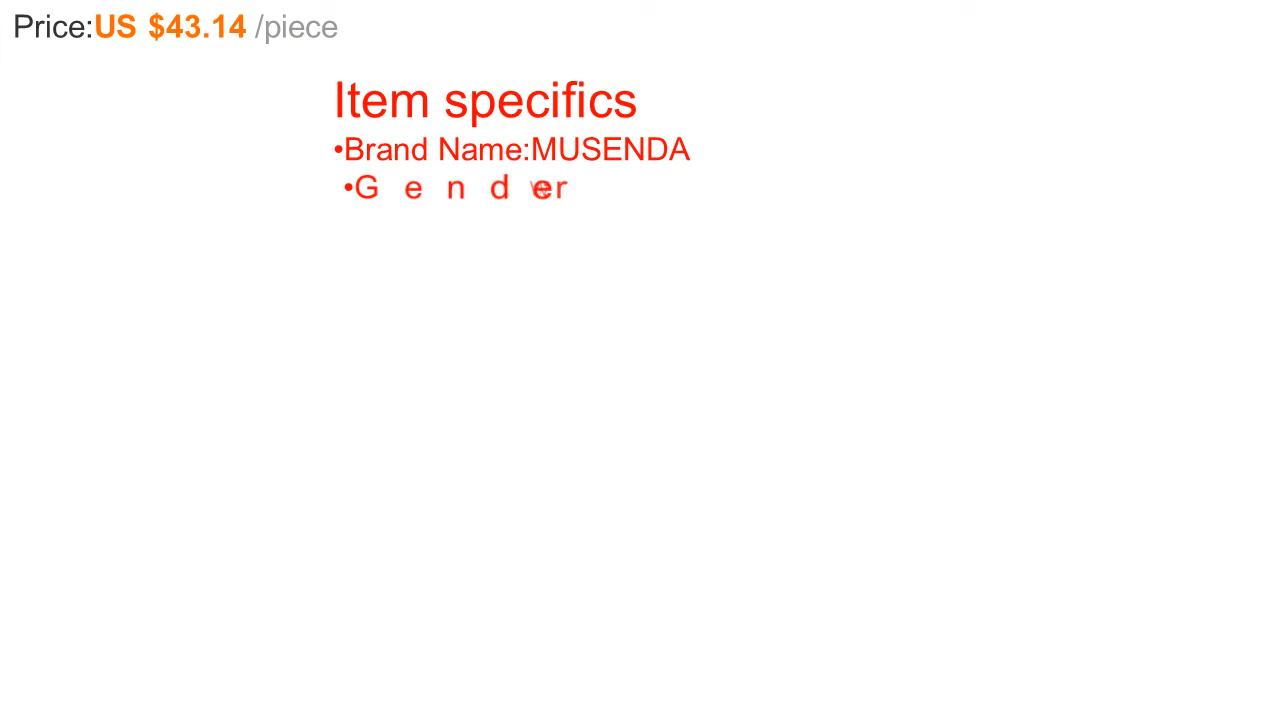 Price:US $43.14 /piece
Item specifics
•Brand Name:MUSENDA
•Gender